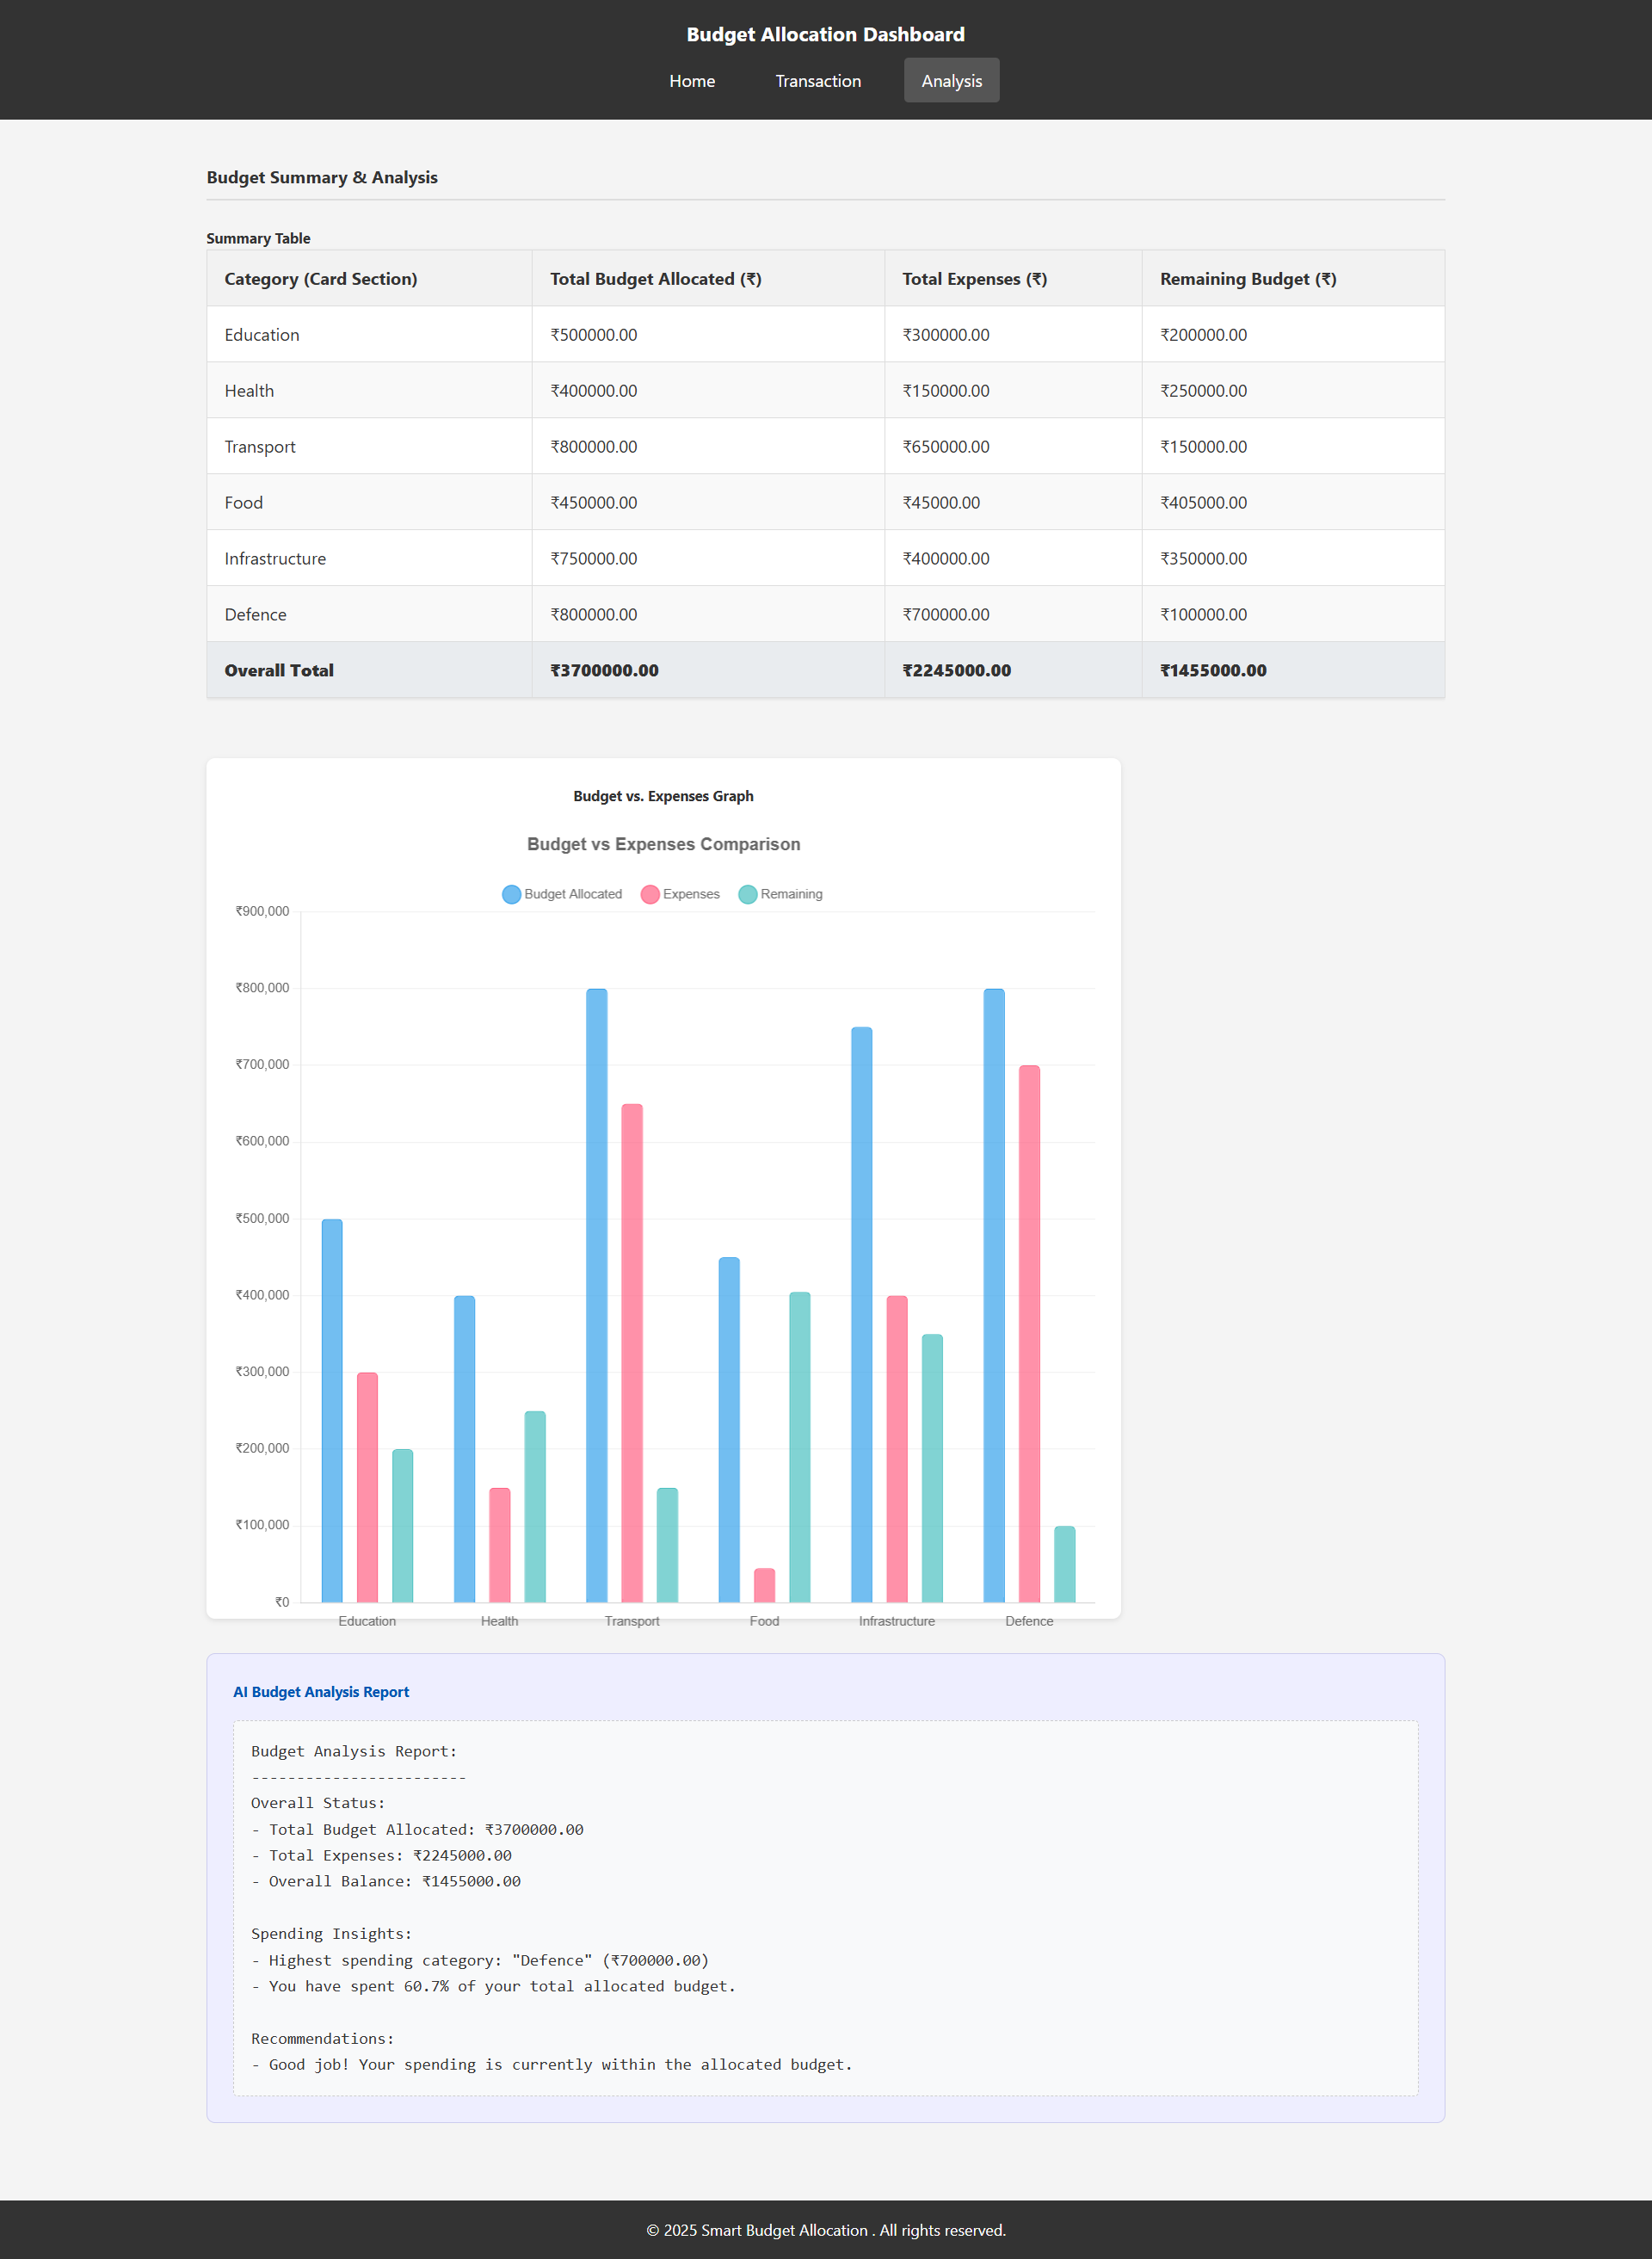 Budget Allocation Dashboard
Home Transaction Analysis
Budget Summary & Analysis
Summary Table
Category (Card Section) Total Budget Allocated (₹) Total Expenses (₹) Remaining Budget (₹)
Education ₹500000.00 ₹300000.00 ₹200000.00
Health ₹400000.00 ₹150000.00 ₹250000.00
Transport ₹800000.00 ₹650000.00 ₹150000.00
Food ₹450000.00 ₹45000.00 ₹405000.00
Infrastructure ₹750000.00 ₹400000.00 ₹350000.00
Defence ₹800000.00 ₹700000.00 ₹100000.00
Overall Total ₹3700000.00 ₹2245000.00 ₹1455000.00
Budget vs. Expenses Graph
Budget vs Expenses Comparison
Budget Allocated Expenses Remaining
₹900,000
₹800,000
₹700,000
₹600,000
₹500,000
₹400,000
₹300,000
₹200,000
₹100,000
₹0
Education Health Transport Food Infrastructure Defence
AI Budget Analysis Report
Budget Analysis Report:
------------------------
Overall Status:
- Total Budget Allocated: ₹3700000.00
- Total Expenses: ₹2245000.00
- Overall Balance: ₹1455000.00
Spending Insights:
- Highest spending category: "Defence" (₹700000.00)
- You have spent 60.7% of your total allocated budget.
Recommendations:
- Good job! Your spending is currently within the allocated budget.
© 2025 Smart Budget Allocation . All rights reserved.